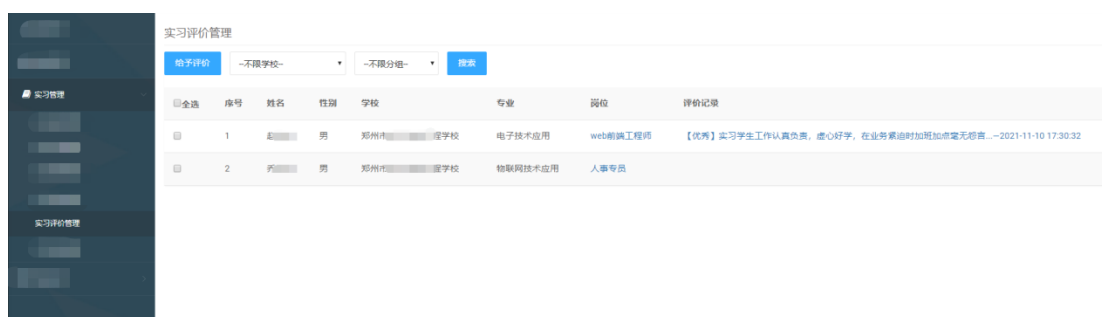 实习评价管理
给予评价 --不限学校-- --不限分组-- 搜索
实习管理
全选 序号 姓名 性别 学校 专业 岗位 评价记录
1 男 郑州市 程学校 电子技术应用 web前端工程师 【优秀】实习学生工作认真负责，虚心好学，在业务紧迫时加班加点毫无怨言...--2021-11-10 17:30:32
2 男 郑州市 程学校 物联网技术应用 人事专员
实习评价管理